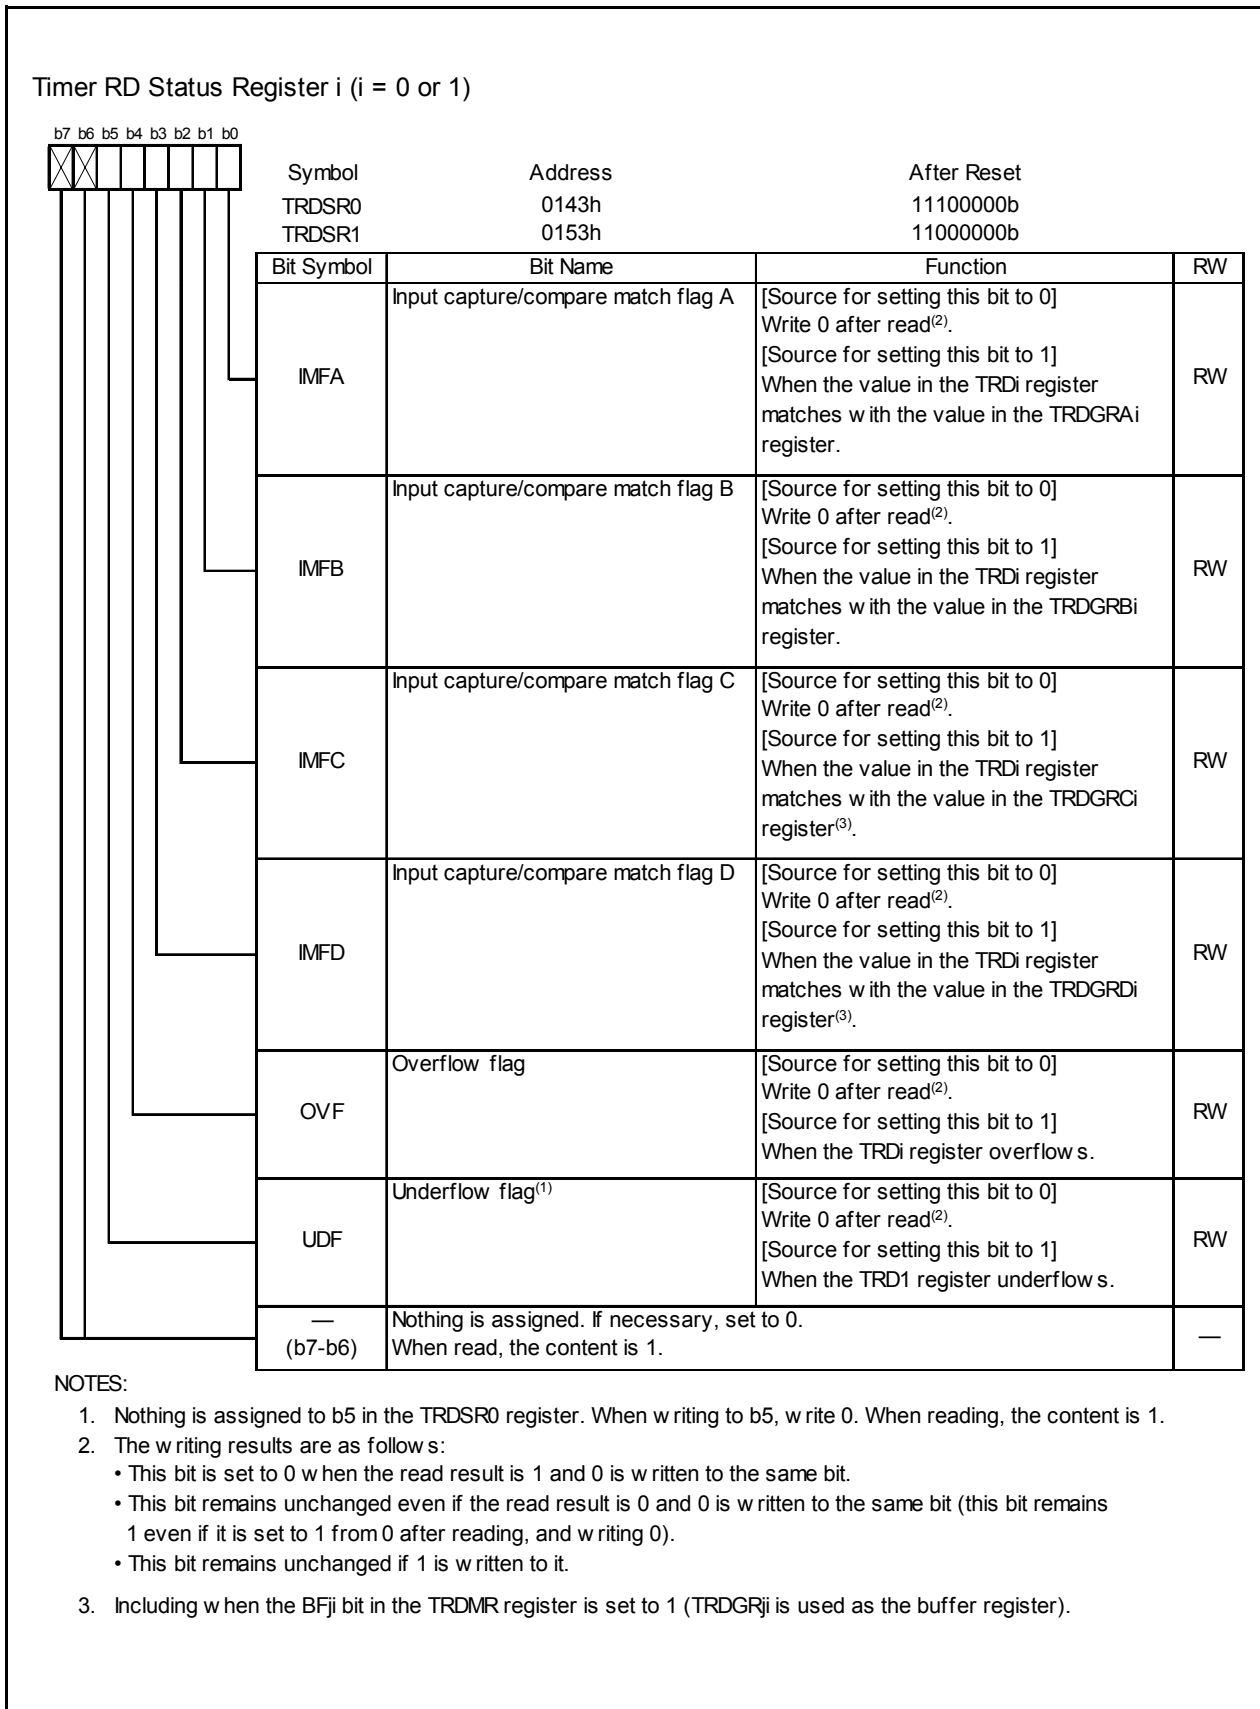 Timer RD Status Register i (i = 0 or 1)
b7 b6 b5 b4 b3 b2 b1 b0
Symbol Address After Reset
TRDSR0 0143h 11100000b
TRDSR1 0153h 11000000b
Bit Symbol Bit Name Function RW
IMFA Input capture/compare match flag A [Source for setting this bit to 0] RW
Write 0 after read(2).
[Source for setting this bit to 1]
When the value in the TRDi register
matches with the value in the TRDGRAi
register.
IMFB Input capture/compare match flag B [Source for setting this bit to 0] RW
Write 0 after read(2).
[Source for setting this bit to 1]
When the value in the TRDi register
matches with the value in the TRDGRBi
register.
IMFC Input capture/compare match flag C [Source for setting this bit to 0] RW
Write 0 after read(2).
[Source for setting this bit to 1]
When the value in the TRDi register
matches with the value in the TRDGRCi
register(3).
IMFD Input capture/compare match flag D [Source for setting this bit to 0] RW
Write 0 after read(2).
[Source for setting this bit to 1]
When the value in the TRDi register
matches with the value in the TRDGRDi
register(3).
OVF Overflow flag [Source for setting this bit to 0] RW
Write 0 after read(2).
[Source for setting this bit to 1]
When the TRDi register overflows.
UDF Underflow flag(1) [Source for setting this bit to 0] RW
Write 0 after read(2).
[Source for setting this bit to 1]
When the TRD1 register underflows.
— Nothing is assigned. If necessary, set to 0. —
(b7-b6) When read, the content is 1.
NOTES:
1. Nothing is assigned to b5 in the TRDSR0 register. When writing to b5, write 0. When reading, the content is 1.
2. The writing results are as follows:
• This bit is set to 0 when the read result is 1 and 0 is written to the same bit.
• This bit remains unchanged even if the read result is 0 and 0 is written to the same bit (this bit remains
1 even if it is set to 1 from 0 after reading, and writing 0).
• This bit remains unchanged if 1 is written to it.
3. Including when the BFji bit in the TRDMR register is set to 1 (TRDGRji is used as the buffer register).